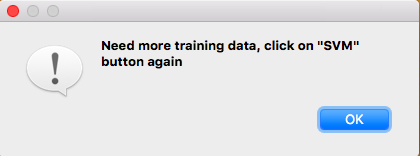 Need more training data, click on "SVM"
button again
OK